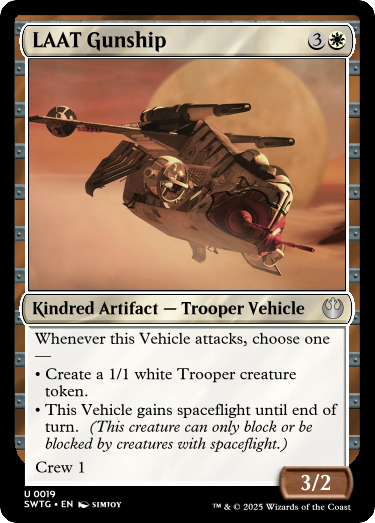 LAAT Gunship 3
Kindred Artifact — Trooper Vehicle
Whenever this Vehicle attacks, choose one
—
• Create a 1/1 white Trooper creature
token.
• This Vehicle gains spaceflight until end of
turn. (This creature can only block or be
blocked by creatures with spaceflight.)
Crew 1
3/2
U 0019
SWTG • EN SIMJOY
™ & © 2025 Wizards of the Coast